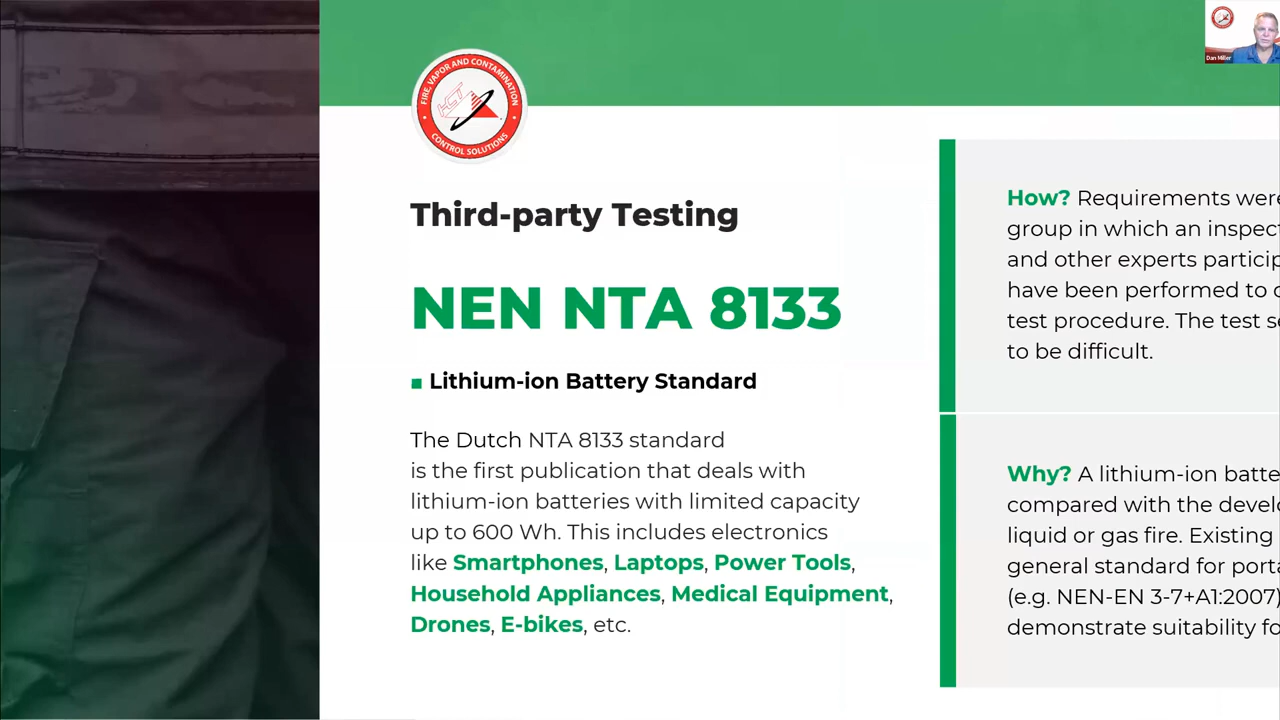 FIRE, VAPOR AND CONTAMINATION
HCT
CONTROL SOLUTIONS
Dan Miller
Third-party Testing
NEN NTA 8133
Lithium-ion Battery Standard
The Dutch NTA 8133 standard
is the first publication that deals with
lithium-ion batteries with limited capacity
up to 600 Wh. This includes electronics
like Smartphones, Laptops, Power Tools,
Household Appliances, Medical Equipment,
Drones, E-bikes, etc.
How? Requirements were
group in which an inspect
and other experts particip
have been performed to
test procedure. The test
to be difficult.
Why? A lithium-ion batte
compared with the develo
liquid or gas fire. Existing
general standard for porta
(e.g. NEN-EN 3-7+A1:2007)
demonstrate suitability fo